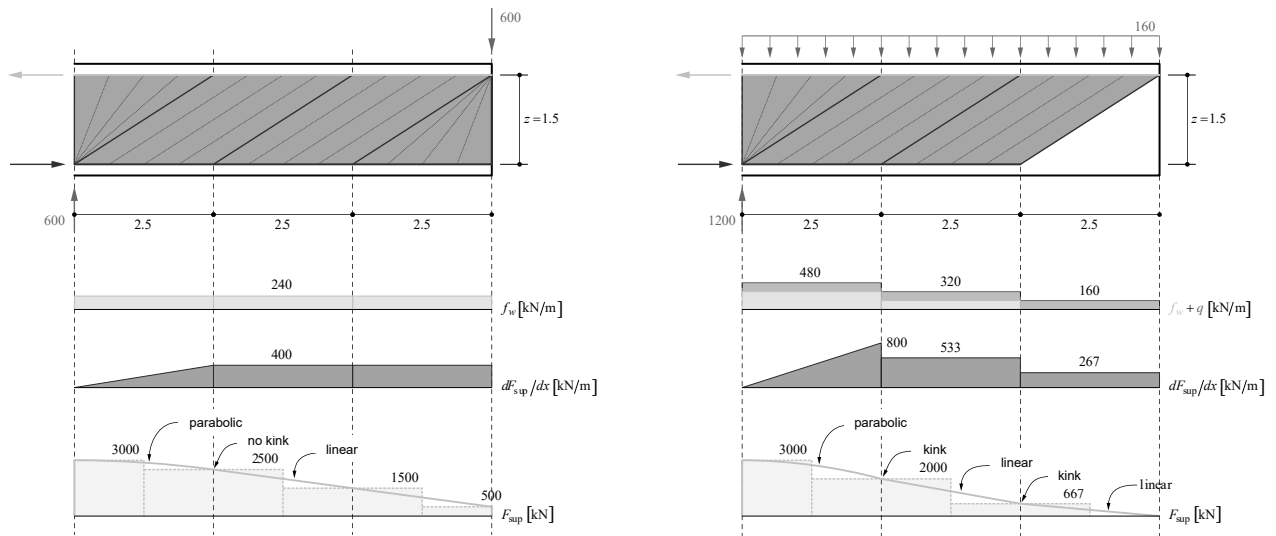 600
z=1.5
600
2.5
2.5
2.5
240
f_w [kN/m]
400
dF_sup/dx [kN/m]
parabolic
3000
no kink
2500
linear
1500
500
F_sup [kN]
160
z=1.5
1200
2.5
2.5
2.5
480
320
160
f_w + q [kN/m]
800
533
267
dF_sup/dx [kN/m]
parabolic
3000
kink
2000
linear
kink
667
linear
F_sup [kN]